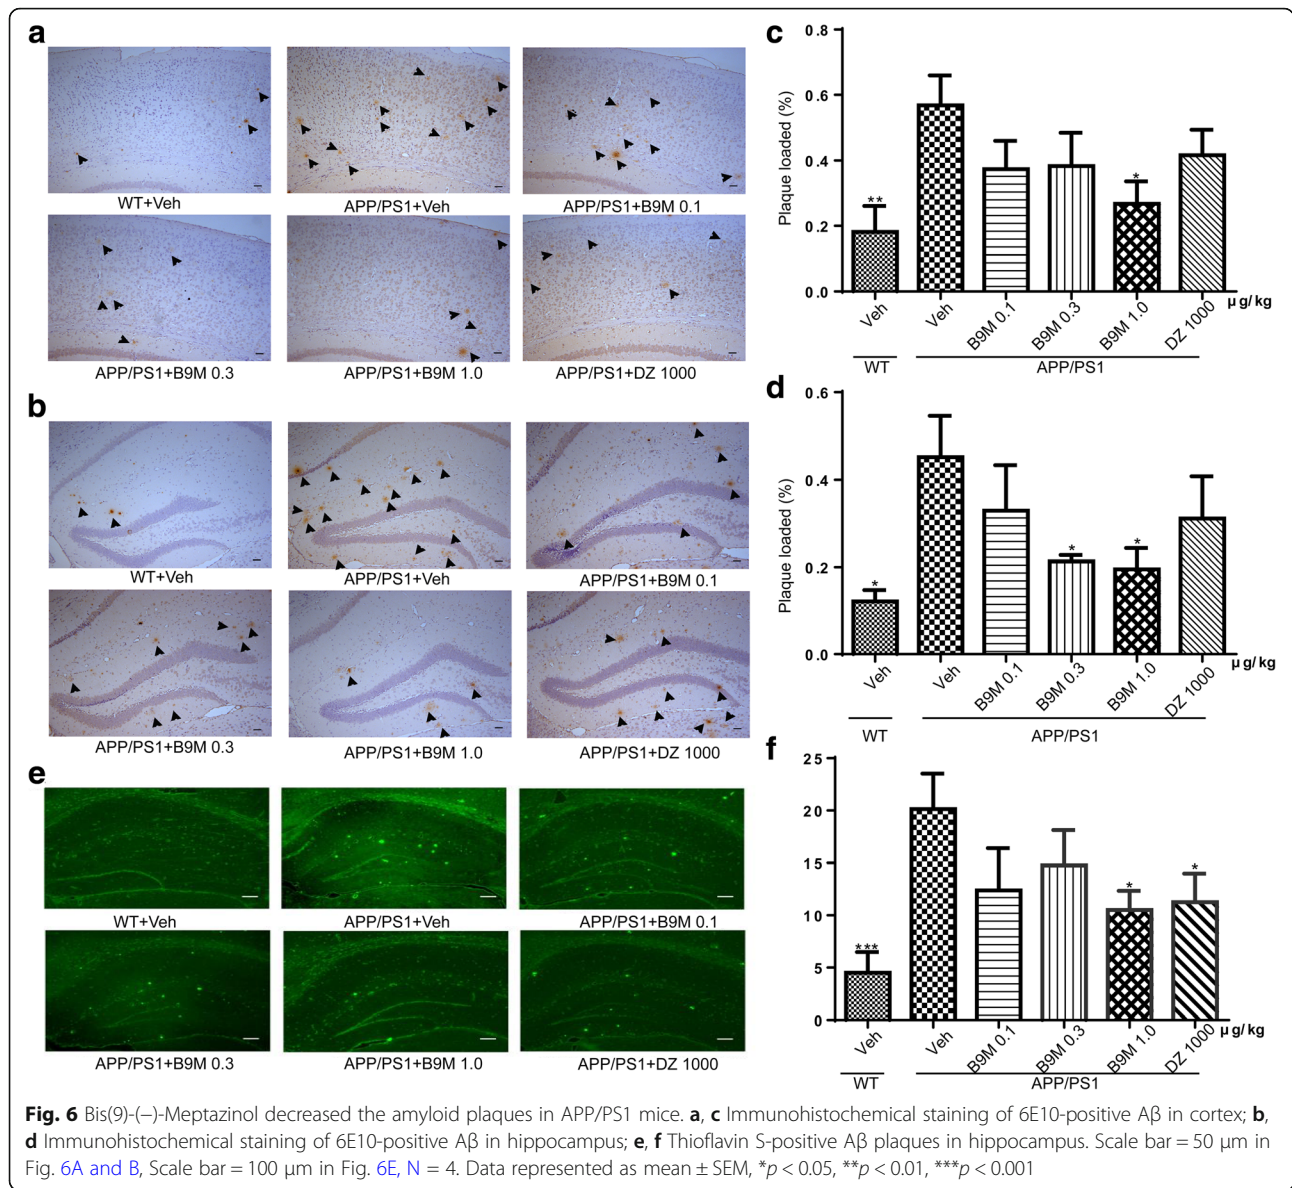 a
WT+Veh
APP/PS1+Veh
APP/PS1+B9M 0.1
APP/PS1+B9M 0.3
APP/PS1+B9M 1.0
APP/PS1+DZ 1000
b
WT+Veh
APP/PS1+Veh
APP/PS1+B9M 0.1
APP/PS1+B9M 0.3
APP/PS1+B9M 1.0
APP/PS1+DZ 1000
e
WT+Veh
APP/PS1+Veh
APP/PS1+B9M 0.1
APP/PS1+B9M 0.3
APP/PS1+B9M 1.0
APP/PS1+DZ 1000
c
Plaque loaded (%)
0.8
0.6
0.4
0.2
0.0
**
*
Veh
Veh
B9M 0.1
B9M 0.3
B9M 1.0
DZ 1000
μg/kg
WT
APP/PS1
d
Plaque loaded (%)
0.6
0.4
0.2
0.0
*
*
*
Veh
Veh
B9M 0.1
B9M 0.3
B9M 1.0
DZ 1000
μg/kg
WT
APP/PS1
f
25
20
15
10
5
0
***
*
*
Veh
Veh
B9M 0.1
B9M 0.3
B9M 1.0
DZ 1000
μg/kg
WT
APP/PS1
Fig. 6 Bis(9)-(−)-Meptazinol decreased the amyloid plaques in APP/PS1 mice. a, c Immunohistochemical staining of 6E10-positive Aβ in cortex; b,
d Immunohistochemical staining of 6E10-positive Aβ in hippocampus; e, f Thioflavin S-positive Aβ plaques in hippocampus. Scale bar = 50 μm in
Fig. 6A and B, Scale bar = 100 μm in Fig. 6E, N = 4. Data represented as mean ± SEM, *p < 0.05, **p < 0.01, ***p < 0.001